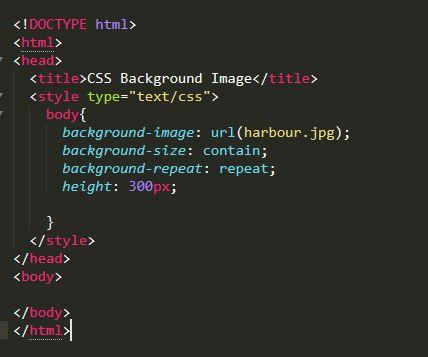 <!DOCTYPE html>
<html>
<head>
<title>CSS Background Image</title>
<style type="text/css">
body{
background-image: url(harbour.jpg);
background-size: contain;
background-repeat: repeat;
height: 300px;
}
</style>
</head>
<body>
</body>
</html>